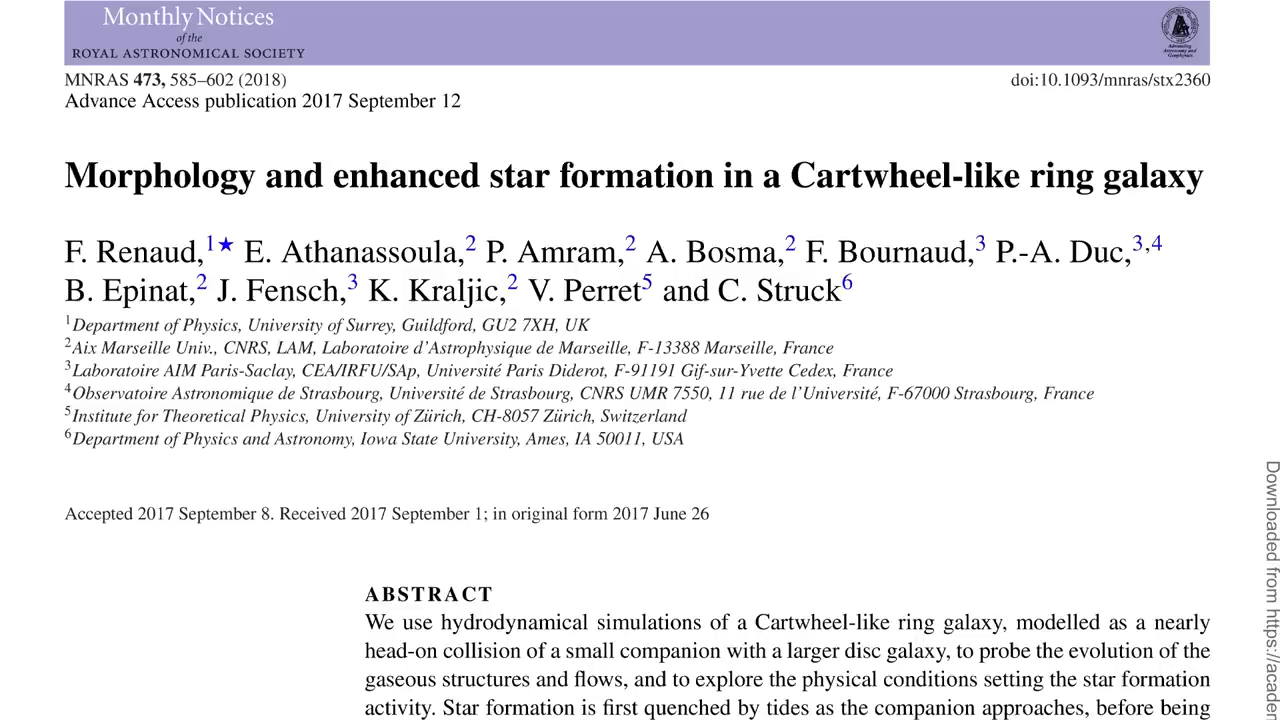 Monthly Notices
of the
ROYAL ASTRONOMICAL SOCIETY
MNRAS 473, 585–602 (2018)
doi:10.1093/mnras/stx2360
Advance Access publication 2017 September 12
Morphology and enhanced star formation in a Cartwheel-like ring galaxy
F. Renaud,1★ E. Athanassoula,2 P. Amram,2 A. Bosma,2 F. Bournaud,3 P.-A. Duc,3,4
B. Epinat,2 J. Fensch,3 K. Kraljic,2 V. Perret5 and C. Struck6
1Department of Physics, University of Surrey, Guildford, GU2 7XH, UK
2Aix Marseille Univ., CNRS, LAM, Laboratoire d'Astrophysique de Marseille, F-13388 Marseille, France
3Laboratoire AIM Paris-Saclay, CEA/IRFU/SAp, Université Paris Diderot, F-91191 Gif-sur-Yvette Cedex, France
4Observatoire Astronomique de Strasbourg, Université de Strasbourg, CNRS UMR 7550, 11 rue de l'Université, F-67000 Strasbourg, France
5Institute for Theoretical Physics, University of Zürich, CH-8057 Zürich, Switzerland
6Department of Physics and Astronomy, Iowa State University, Ames, IA 50011, USA
Accepted 2017 September 8. Received 2017 September 1; in original form 2017 June 26
ABSTRACT
We use hydrodynamical simulations of a Cartwheel-like ring galaxy, modelled as a nearly
head-on collision of a small companion with a larger disc galaxy, to probe the evolution of the
gaseous structures and flows, and to explore the physical conditions setting the star formation
activity. Star formation is first quenched by tides as the companion approaches, before being
Downloaded from https://academ